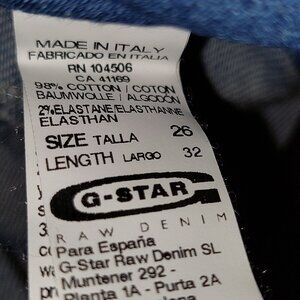 MADE IN ITALY
FABRICADO EN ITALIA
RN 104506
CA 41169
98% COTTON / COTON
BAUMWOLLE / ALGODÓN
2% ELASTANE/ELASTHANNE
ELASTHAN
SIZE TALLA 26
LENGTH LARGO 32
G-STAR
RAW DENIM
Para España
G-Star Raw Denim SL
Muntener 292 -
Planta 1A - Purta 2A